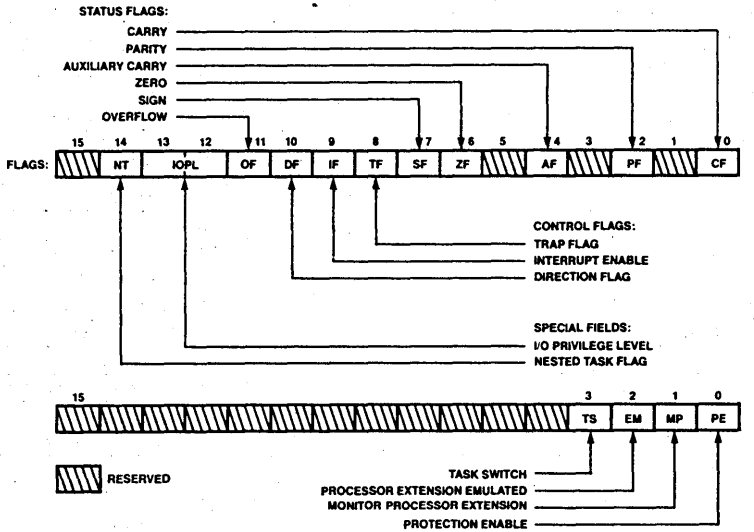 STATUS FLAGS:
CARRY
PARITY
AUXILIARY CARRY
ZERO
SIGN
OVERFLOW
15 14 13 12 11 10 9 8 7 6 5 4 3 2 1 0
FLAGS: NT IOPL OF DF IF TF SF ZF AF PF CF
CONTROL FLAGS:
TRAP FLAG
INTERRUPT ENABLE
DIRECTION FLAG
SPECIAL FIELDS:
I/O PRIVILEGE LEVEL
NESTED TASK FLAG
15 3 2 1 0
TS EM MP PE
RESERVED
TASK SWITCH
PROCESSOR EXTENSION EMULATED
MONITOR PROCESSOR EXTENSION
PROTECTION ENABLE